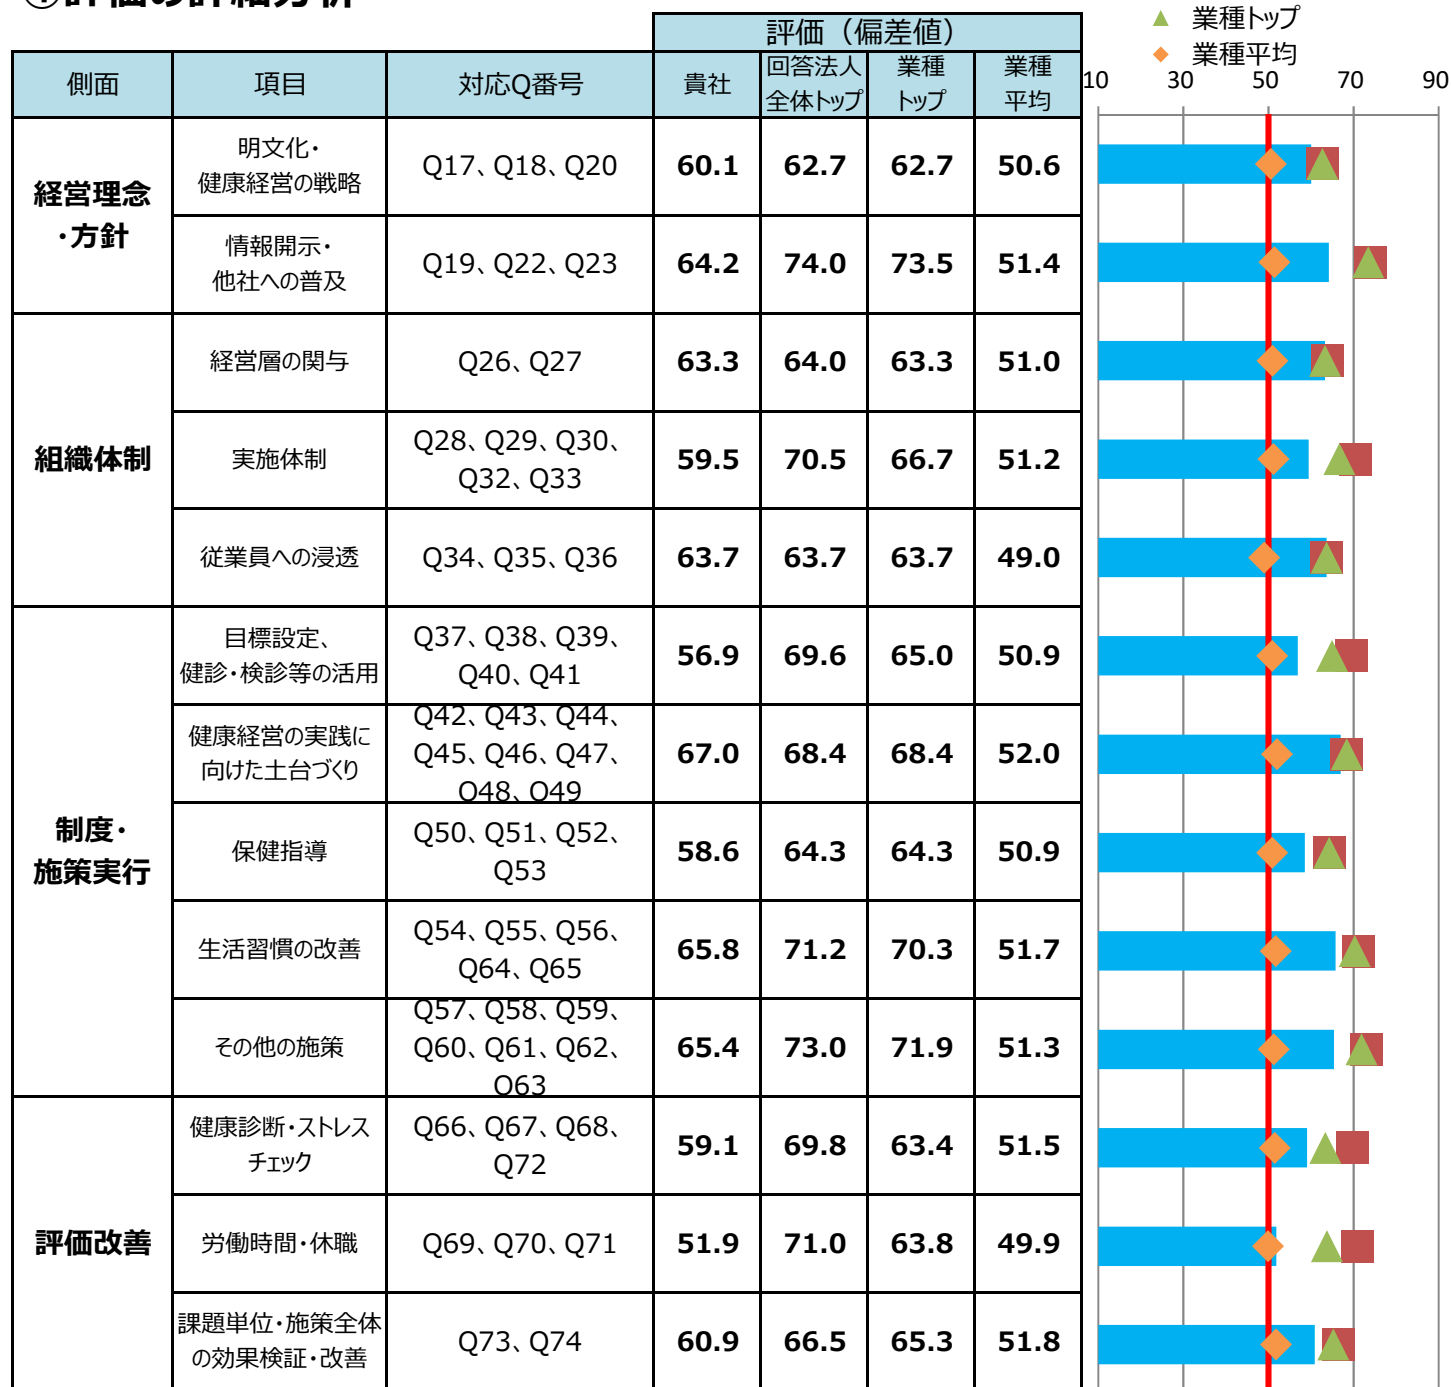 ①評価の詳細分析
▲ 業種トップ
◆ 業種平均
評価（偏差値）
側面 項目 対応Q番号 貴社 回答法人 業種 業種
全体トップ トップ 平均
10 30 50 70 90
経営理念
・方針
明文化・
健康経営の戦略
Q17、Q18、Q20 60.1 62.7 62.7 50.6
情報開示・
他社への普及
Q19、Q22、Q23 64.2 74.0 73.5 51.4
組織体制
経営層の関与 Q26、Q27 63.3 64.0 63.3 51.0
実施体制
Q28、Q29、Q30、
Q32、Q33
59.5 70.5 66.7 51.2
従業員への浸透 Q34、Q35、Q36 63.7 63.7 63.7 49.0
制度・
施策実行
目標設定、
健診・検診等の活用
Q37、Q38、Q39、
Q40、Q41
56.9 69.6 65.0 50.9
健康経営の実践に
向けた土台づくり
Q42、Q43、Q44、
Q45、Q46、Q47、
Q48、Q49
67.0 68.4 68.4 52.0
保健指導
Q50、Q51、Q52、
Q53
58.6 64.3 64.3 50.9
生活習慣の改善
Q54、Q55、Q56、
Q64、Q65
65.8 71.2 70.3 51.7
その他の施策
Q57、Q58、Q59、
Q60、Q61、Q62、
Q63
65.4 73.0 71.9 51.3
評価改善
健康診断・ストレス
チェック
Q66、Q67、Q68、
Q72
59.1 69.8 63.4 51.5
労働時間・休職 Q69、Q70、Q71 51.9 71.0 63.8 49.9
課題単位・施策全体
の効果検証・改善
Q73、Q74 60.9 66.5 65.3 51.8